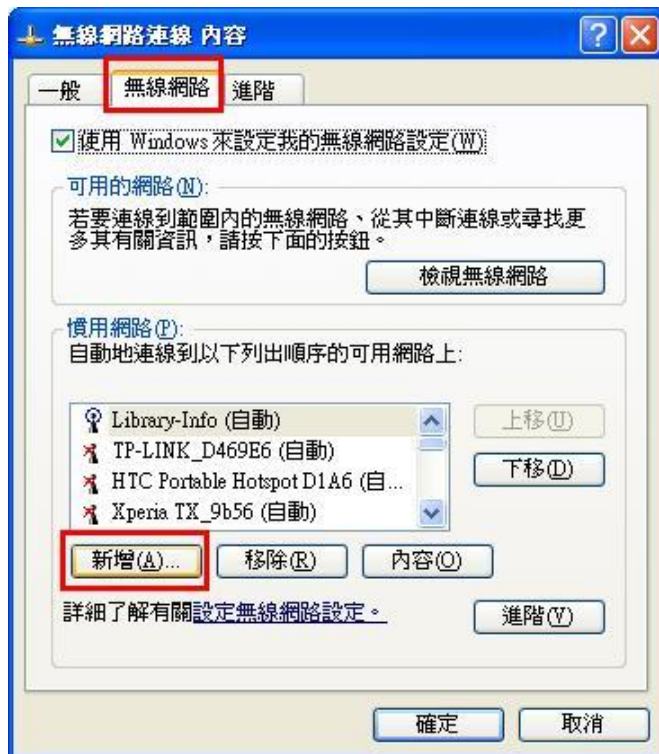 無線網路連線 內容
一般 無線網路 進階
使用 Windows 來設定我的無線網路設定(W)
可用的網路(N):
若要連線到範圍內的無線網路、從其中斷連線或尋找更
多其有關資訊，請按下面的按鈕。
檢視無線網路
慣用網路(P):
自動地連線到以下列出順序的可用網路上:
Library-Info (自動)
上移(U)
TP-LINK_D469E6 (自動)
HTC Portable Hotspot D1A6 (自...
下移(D)
Xperia TX_9b56 (自動)
新增(A)... 移除(R) 內容(O)
詳細了解有關設定無線網路設定。
進階(V)
確定 取消